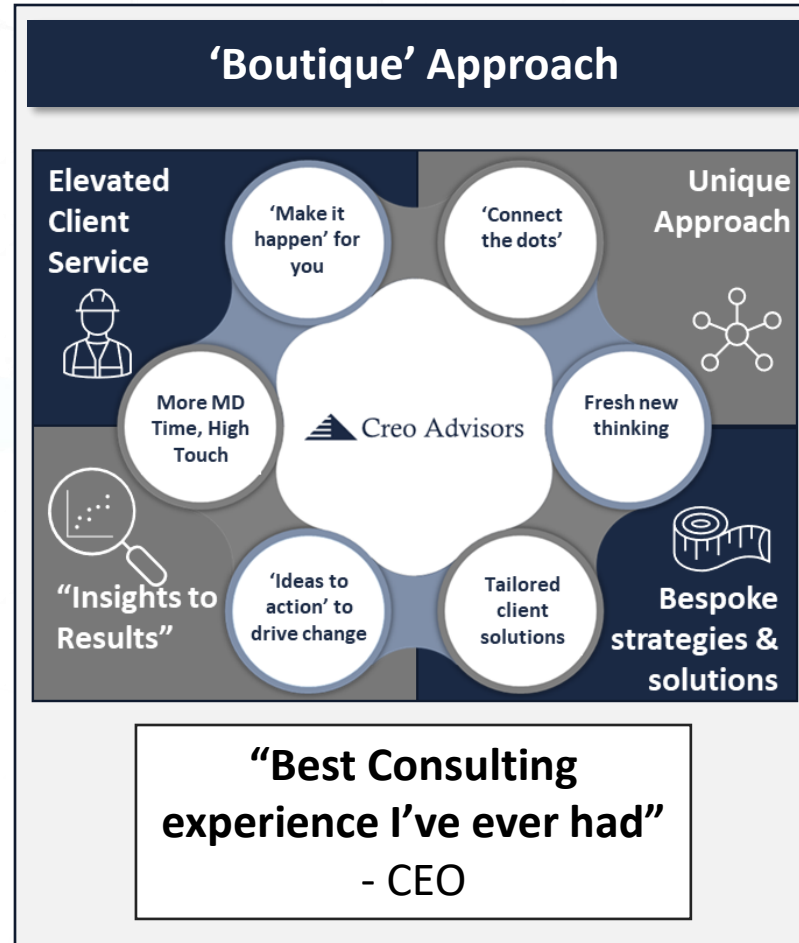 ‘Boutique’ Approach
Elevated
Client
Service
‘Make it
happen’ for
you
‘Connect
the dots’
Unique
Approach
More MD
Time, High
Touch
Creo Advisors
Fresh new
thinking
“Insights to
Results”
‘Ideas to
action’ to
drive change
Tailored
client
solutions
Bespoke
strategies &
solutions
“Best Consulting
experience I’ve ever had”
- CEO